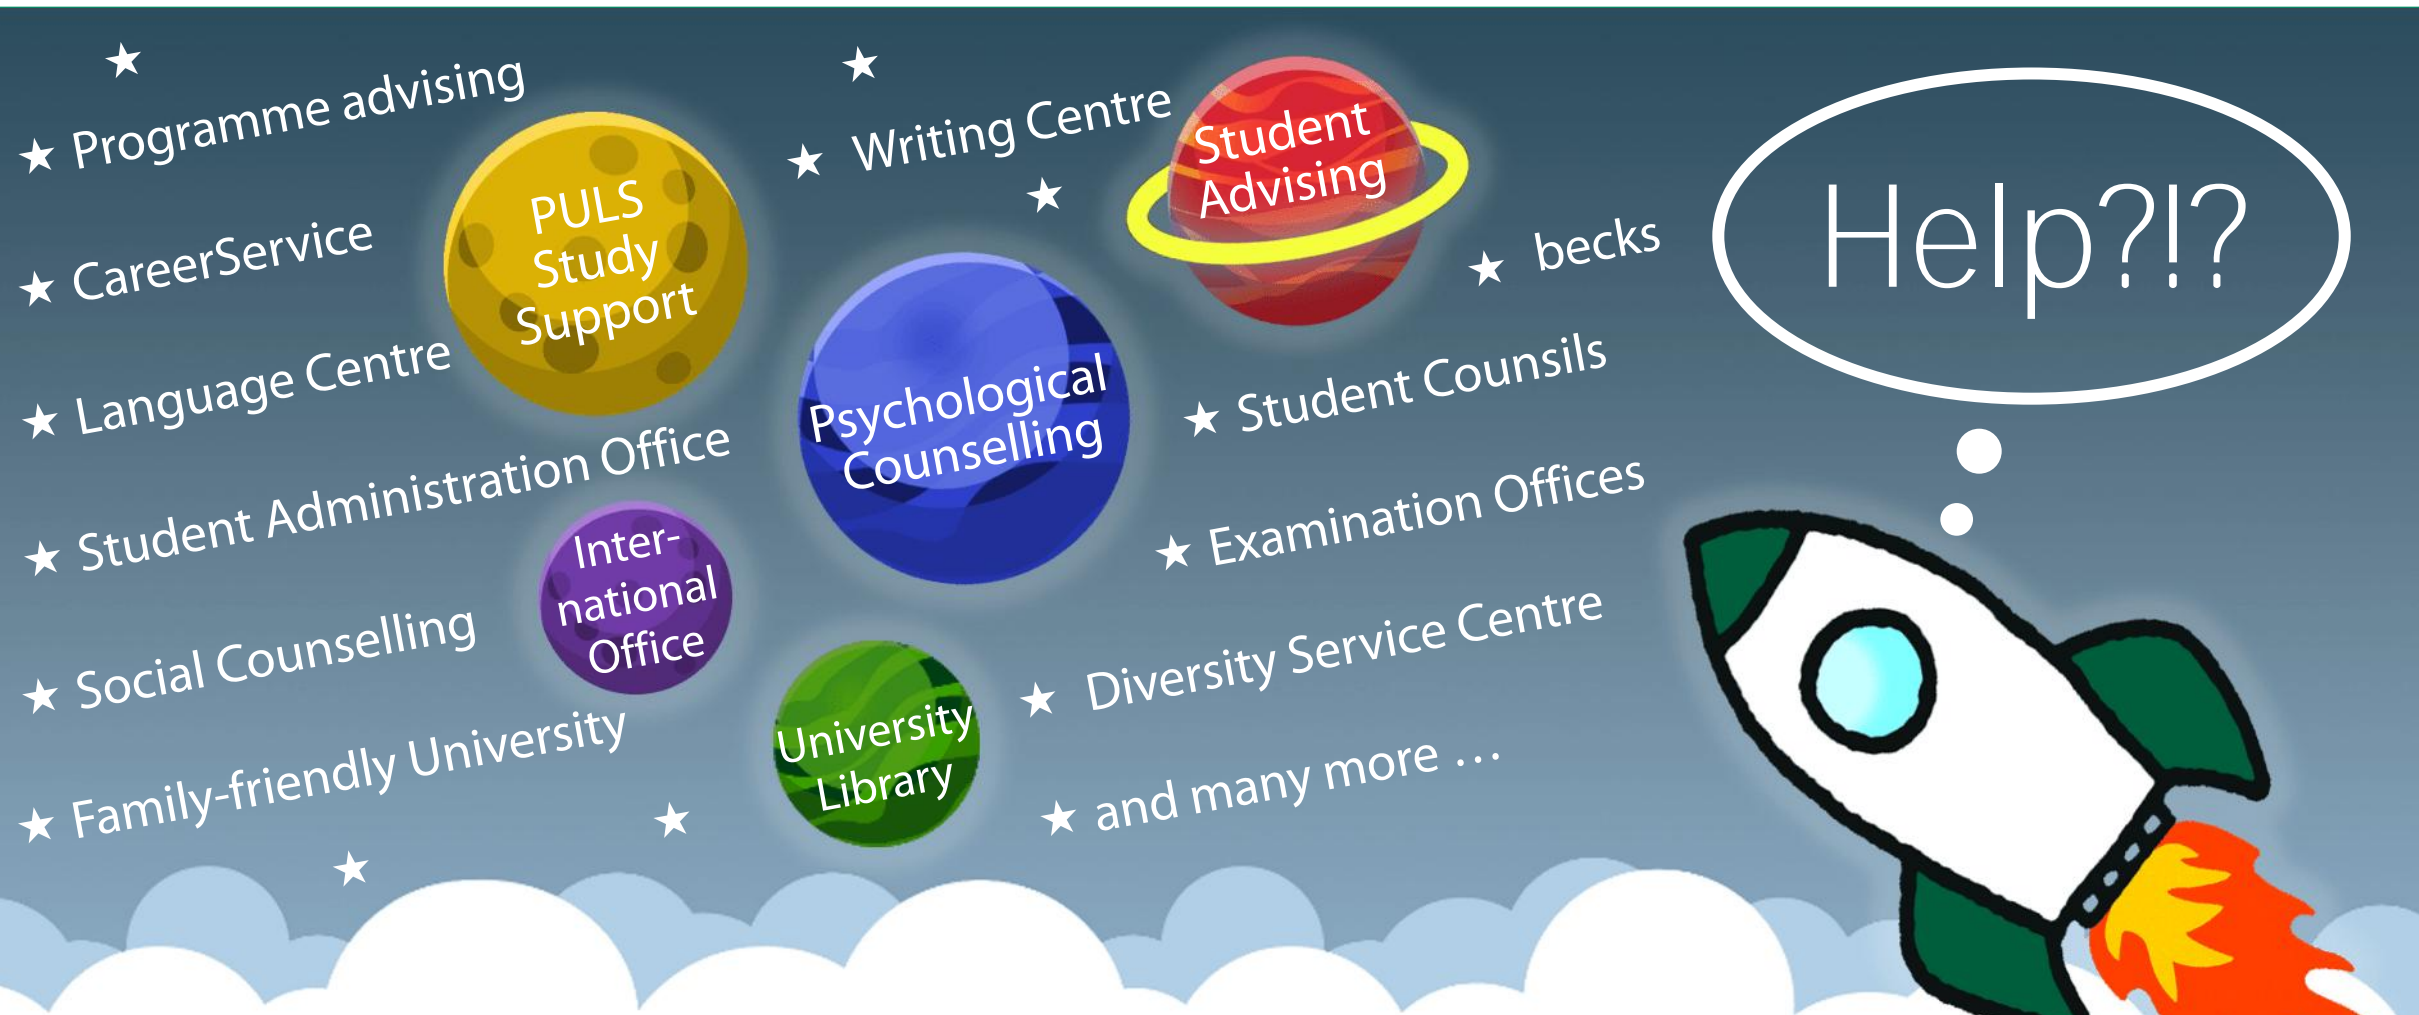 Programme advising
CareerService
Language Centre
Student Administration Office
Social Counselling
Family-friendly University
PULS
Study
Support
Inter-
national
Office
Writing Centre
Psychological
Counselling
University
Library
Student
Advising
becks
Student Counsils
Examination Offices
Diversity Service Centre
and many more …
Help?!?